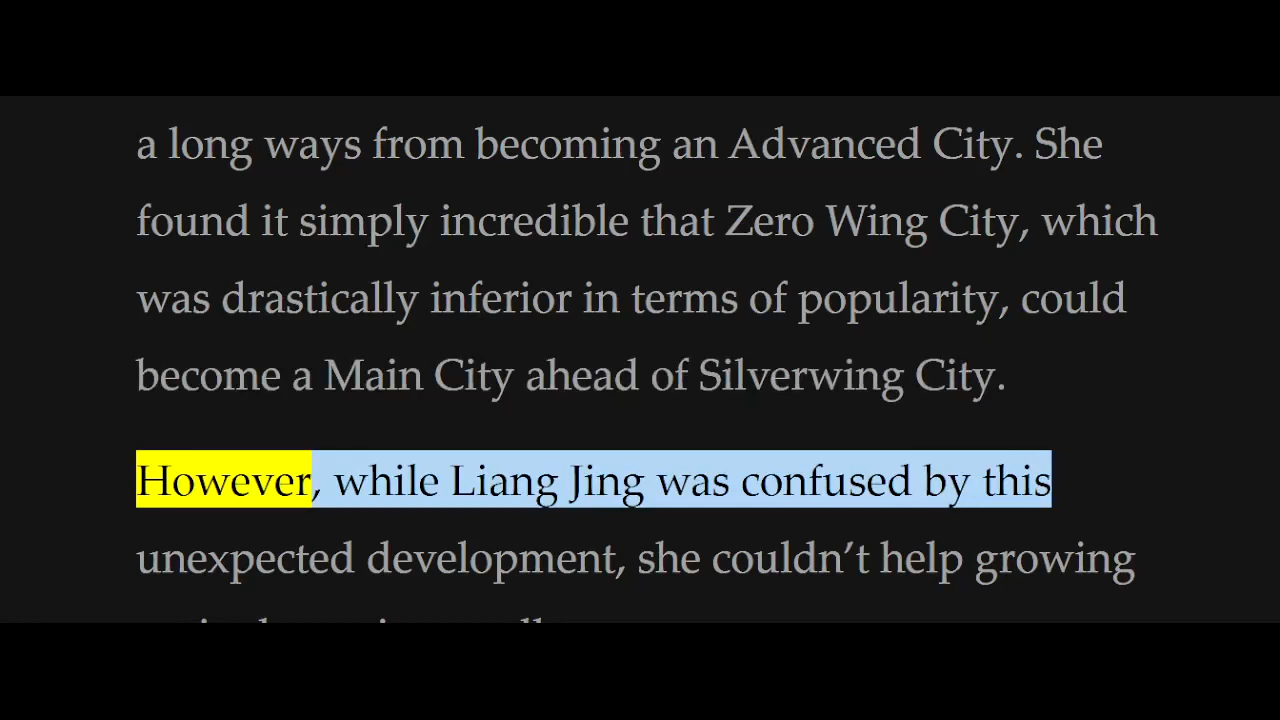 a long ways from becoming an Advanced City. She
found it simply incredible that Zero Wing City, which
was drastically inferior in terms of popularity, could
become a Main City ahead of Silverwing City.
However, while Liang Jing was confused by this
unexpected development, she couldn’t help growing